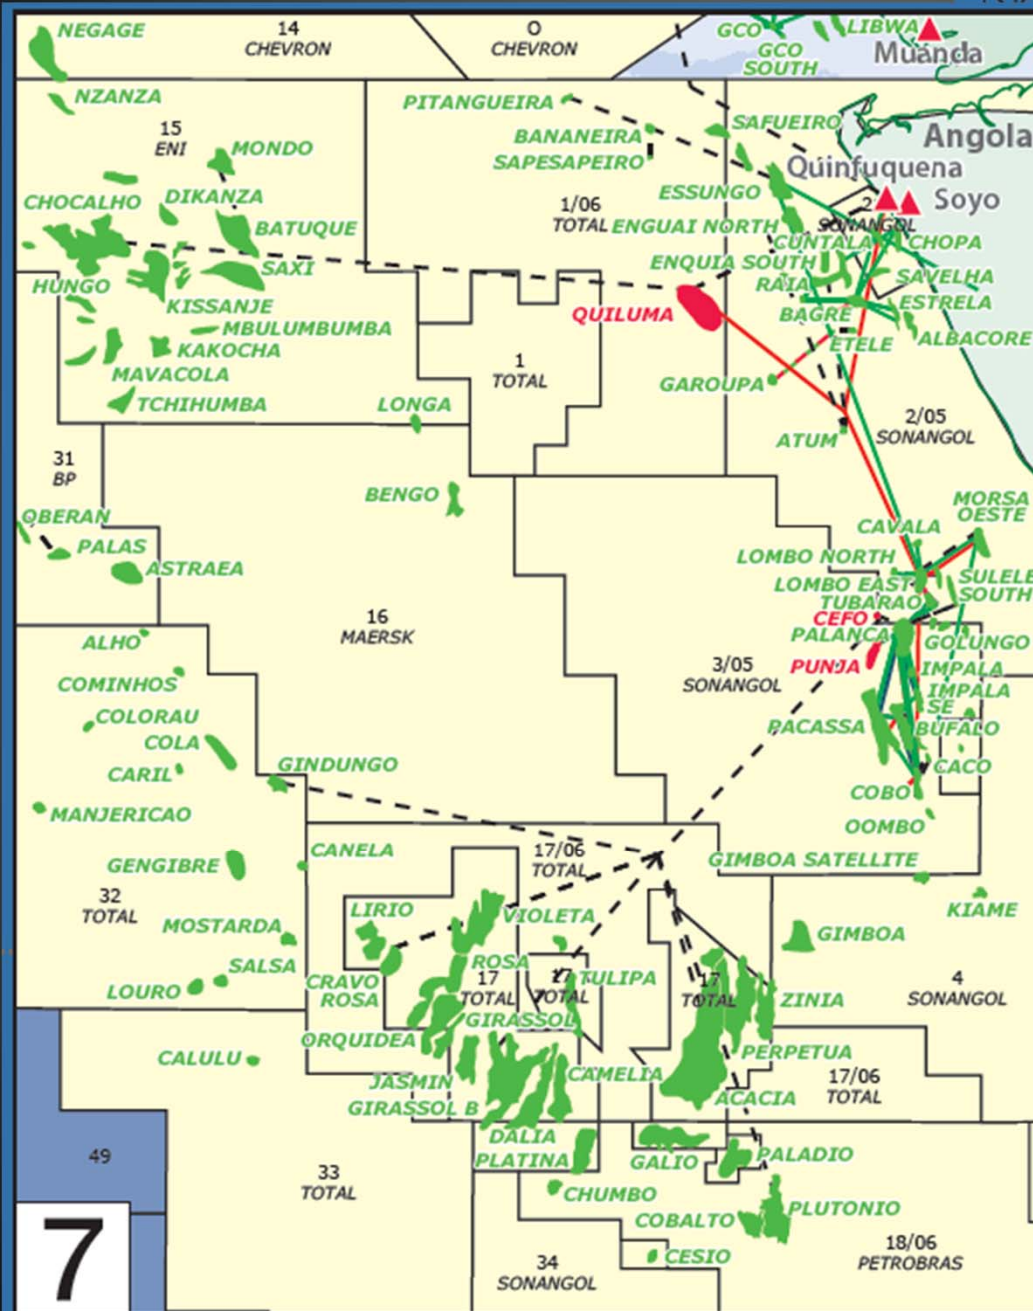 NEGAGE
14
CHEVRON
O
CHEVRON
GCO
GCO
SOUTH
LIBWA
Muanda
NZANZA
PITANGUEIRA
SAFUEIRO
Angola
15
ENI
MONDO
BANANEIRA
SAPESAPEIRO
Quinfuquena
CHOCALHO
DIKANZA
ESSUNGO
Soyo
1/06
TOTAL
2
SONANGOL
BATUQUE
ENGUAI NORTH
CUNTALA
CHOPA
SAXI
ENQUIA SOUTH
HUNGO
RAIA
SAVELHA
KISSANJE
QUILUMA
BAGRE
ESTRELA
MBULUMBUMBA
ETELE
ALBACORE
KAKOCHA
1
TOTAL
MAVACOLA
GAROUPA
TCHIHUMBA
LONGA
2/05
SONANGOL
ATUM
31
BP
BENGO
MORSA
OESTE
OBERAN
CAVALA
PALAS
LOMBO NORTH
ASTRAEA
LOMBO EAST
SULELE
SOUTH
TUBARAO
16
MAERSK
CEFO
ALHO
PALANCA
GOLUNGO
3/05
SONANGOL
PUNJA
IMPALA
COMINHOS
IMPALA
SE
COLORAU
PACASSA
BUFALO
COLA
GINDUNGO
CACO
CARIL
COBO
MANJERICAO
OOMBO
CANELA
17/06
TOTAL
GIMBOA SATELLITE
GENGIBRE
32
TOTAL
LIRIO
VIOLETA
KIAME
MOSTARDA
GIMBOA
SALSA
ROSA
LOURO
CRAVO
ROSA
17
TOTAL
17
TOTAL
TULIPA
17
TOTAL
ZINIA
4
SONANGOL
GIRASSOL
ORQUIDEA
CALULU
PERPETUA
JASMIN
CAMELIA
17/06
TOTAL
GIRASSOL B
ACACIA
DALIA
49
PLATINA
GALIO
PALADIO
33
TOTAL
CHUMBO
PLUTONIO
COBALTO
7
34
SONANGOL
CESIO
18/06
PETROBRAS